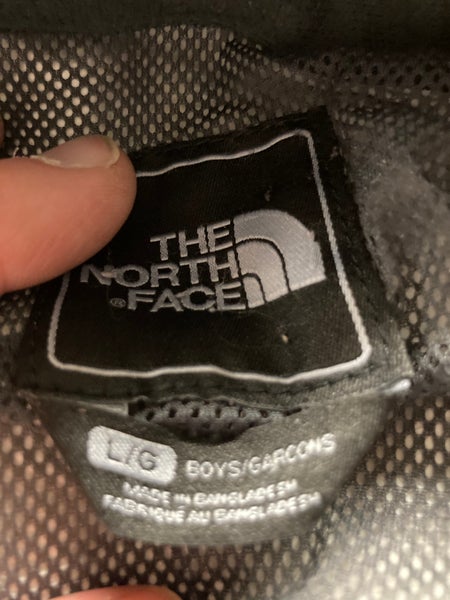 THE
NORTH
® FACE
L/G BOYS/GARCONS
MADE IN BANGLADESH
FABRIQUE AU BANGLADESH